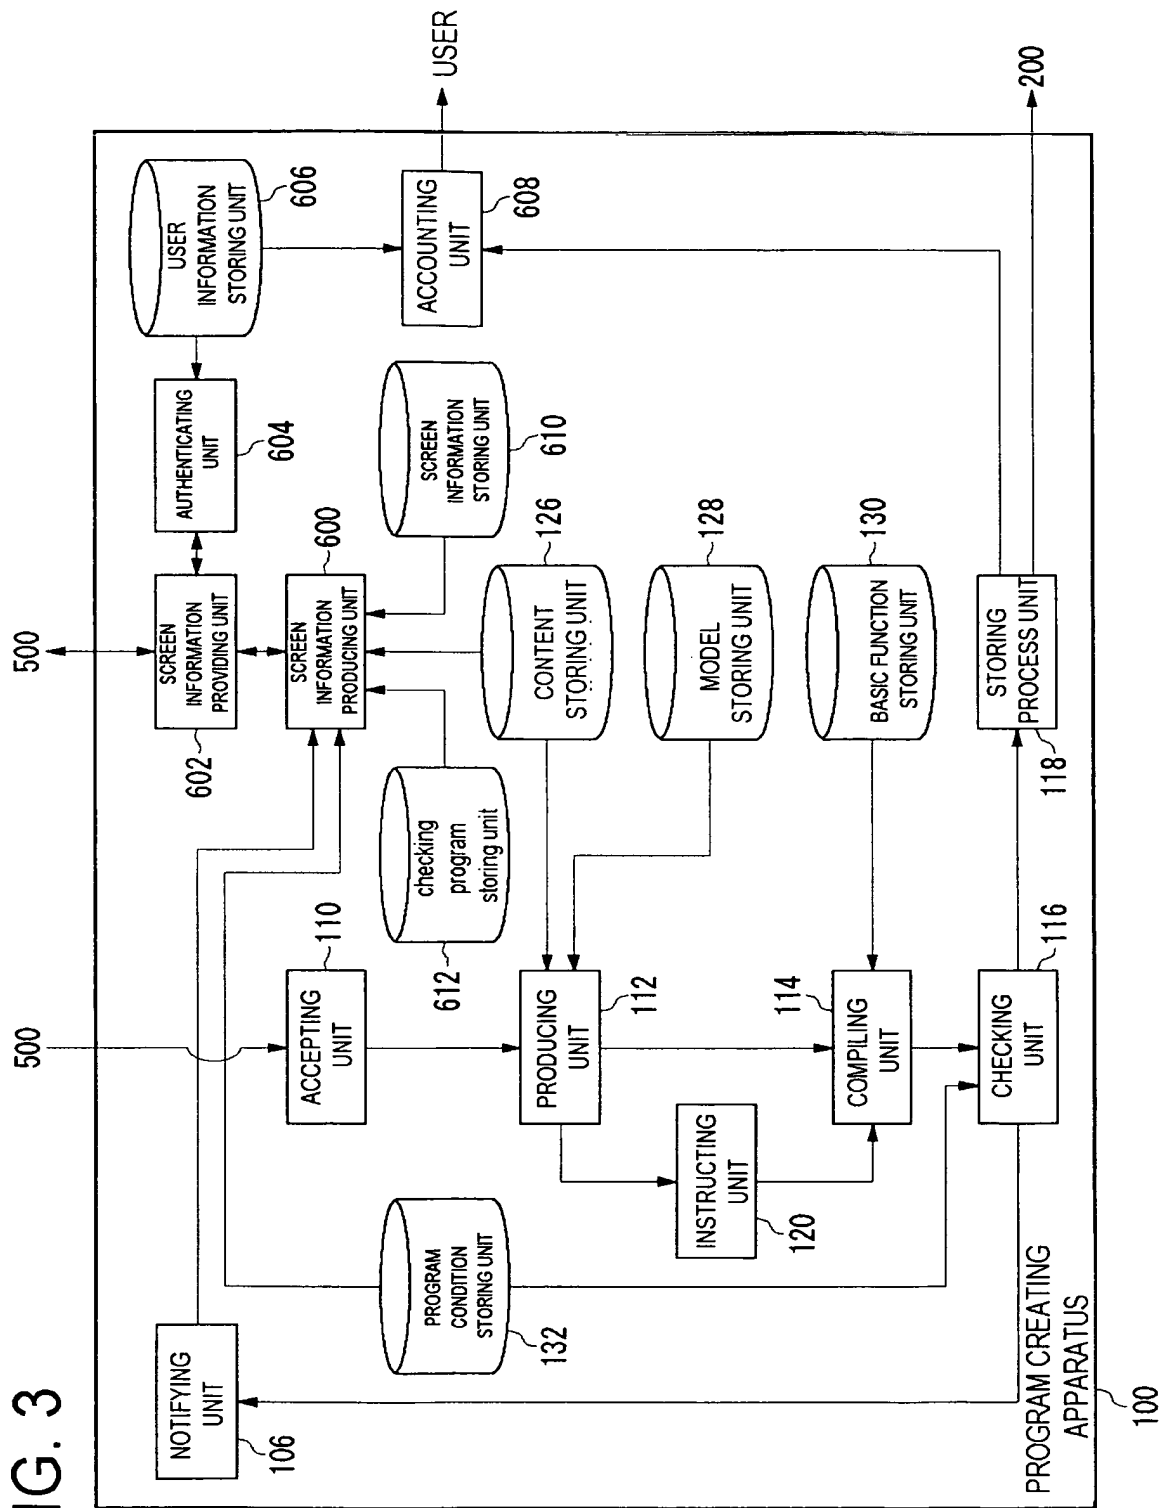 IG. 3
500
500
NOTIFYING
UNIT
106
SCREEN
INFORMATION
PROVIDING UNIT
602
AUTHENTICATING
UNIT
604
USER
INFORMATION
STORING UNIT
606
ACCEPTING
UNIT
110
SCREEN
INFORMATION
PRODUCING UNIT
600
PROGRAM
CONDITION
STORING UNIT
132
checking
program
storing unit
612
SCREEN
INFORMATION
STORING UNIT
610
ACCOUNTING
UNIT
608
USER
PRODUCING
UNIT
112
CONTENT
STORING UNIT
126
INSTRUCTING
UNIT
120
MODEL
STORING UNIT
128
COMPILING
UNIT
114
BASIC FUNCTION
STORING UNIT
130
CHECKING
UNIT
116
STORING
PROCESS UNIT
118
200
PROGRAM CREATING
APPARATUS
100